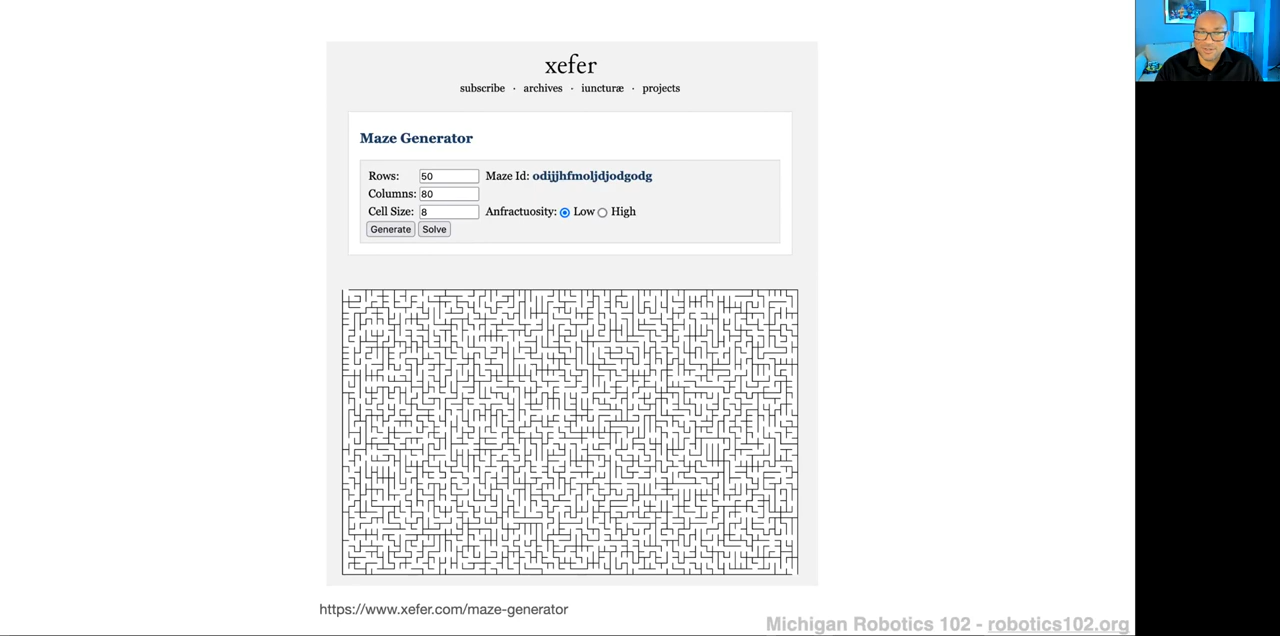 xefer
subscribe · archives · iuncturæ · projects
Maze Generator
Rows: 50 Maze Id: odijjhfmoljdjodgodg
Columns: 80
Cell Size: 8 Anfractuosity: Low High
Generate Solve
https://www.xefer.com/maze-generator
Michigan Robotics 102 - robotics102.org